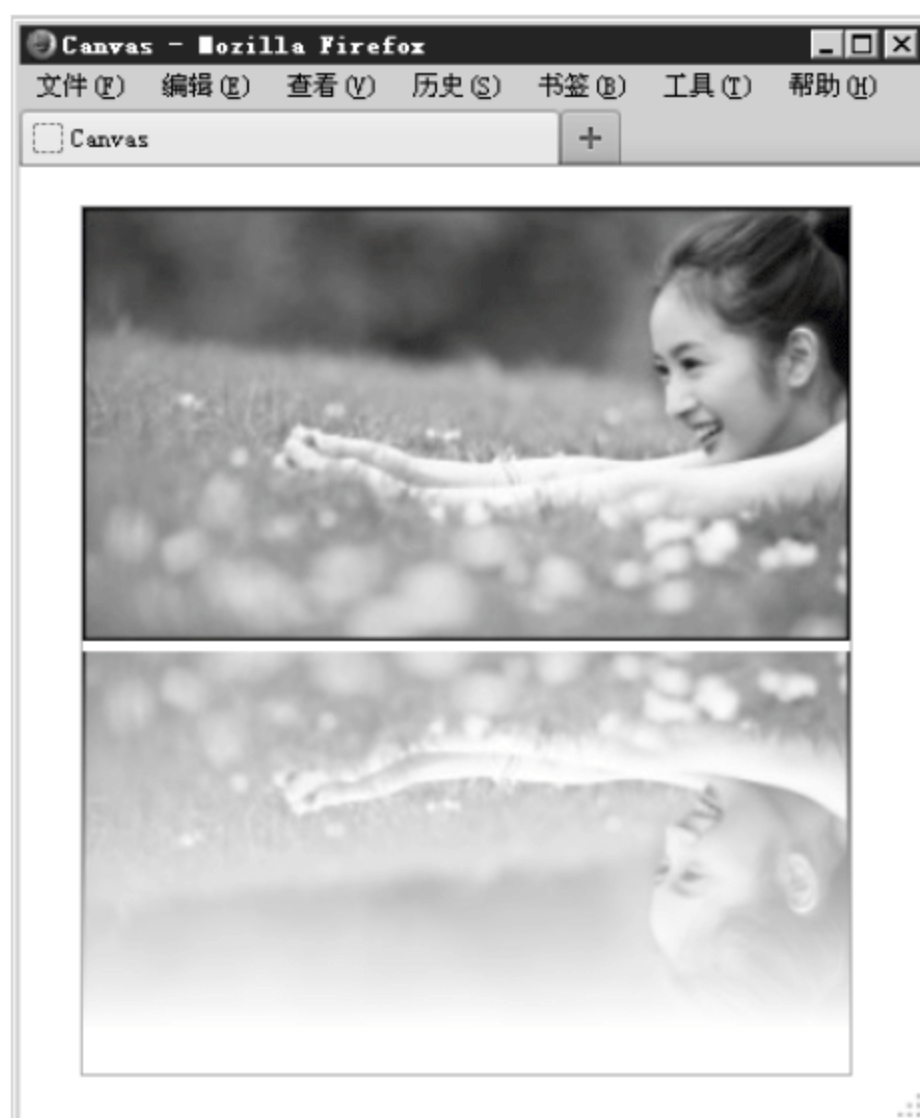 Canvas - Mozilla Firefox
文件(F) 编辑(E) 查看(V) 历史(S) 书签(B) 工具(T) 帮助(H)
Canvas +